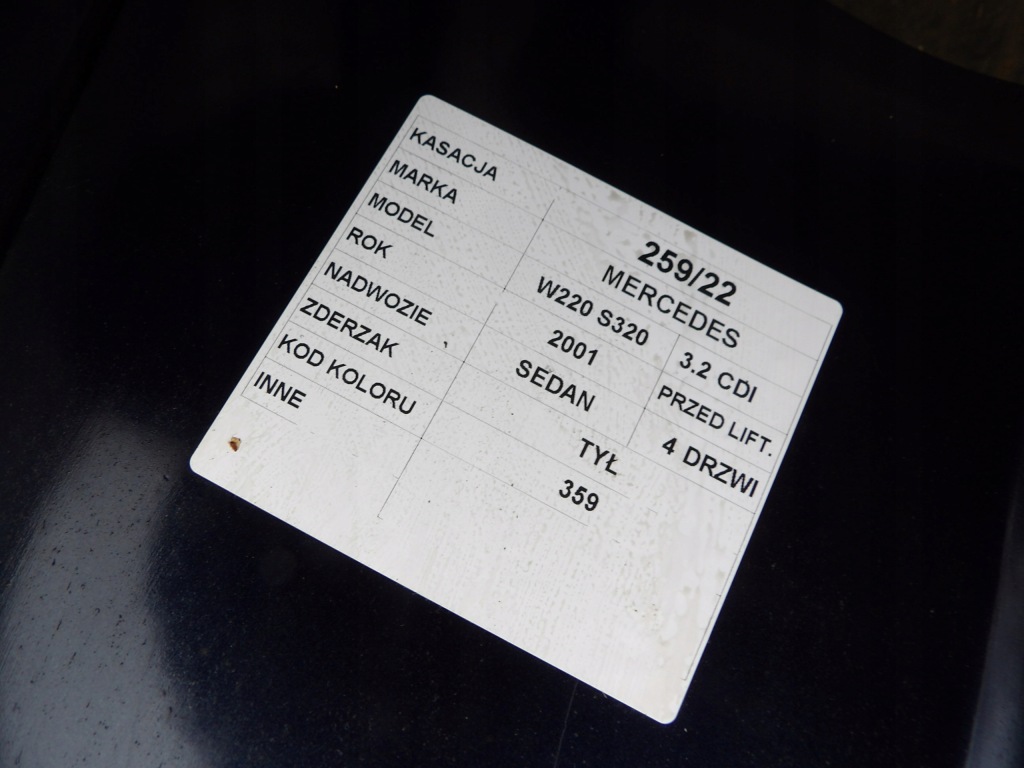 KASACJA 259/22
MARKA MERCEDES
MODEL W220 S320 3.2 CDI
ROK 2001 PRZED LIFT.
NADWOZIE SEDAN 4 DRZWI
ZDERZAK TYŁ
KOD KOLORU 359
INNE